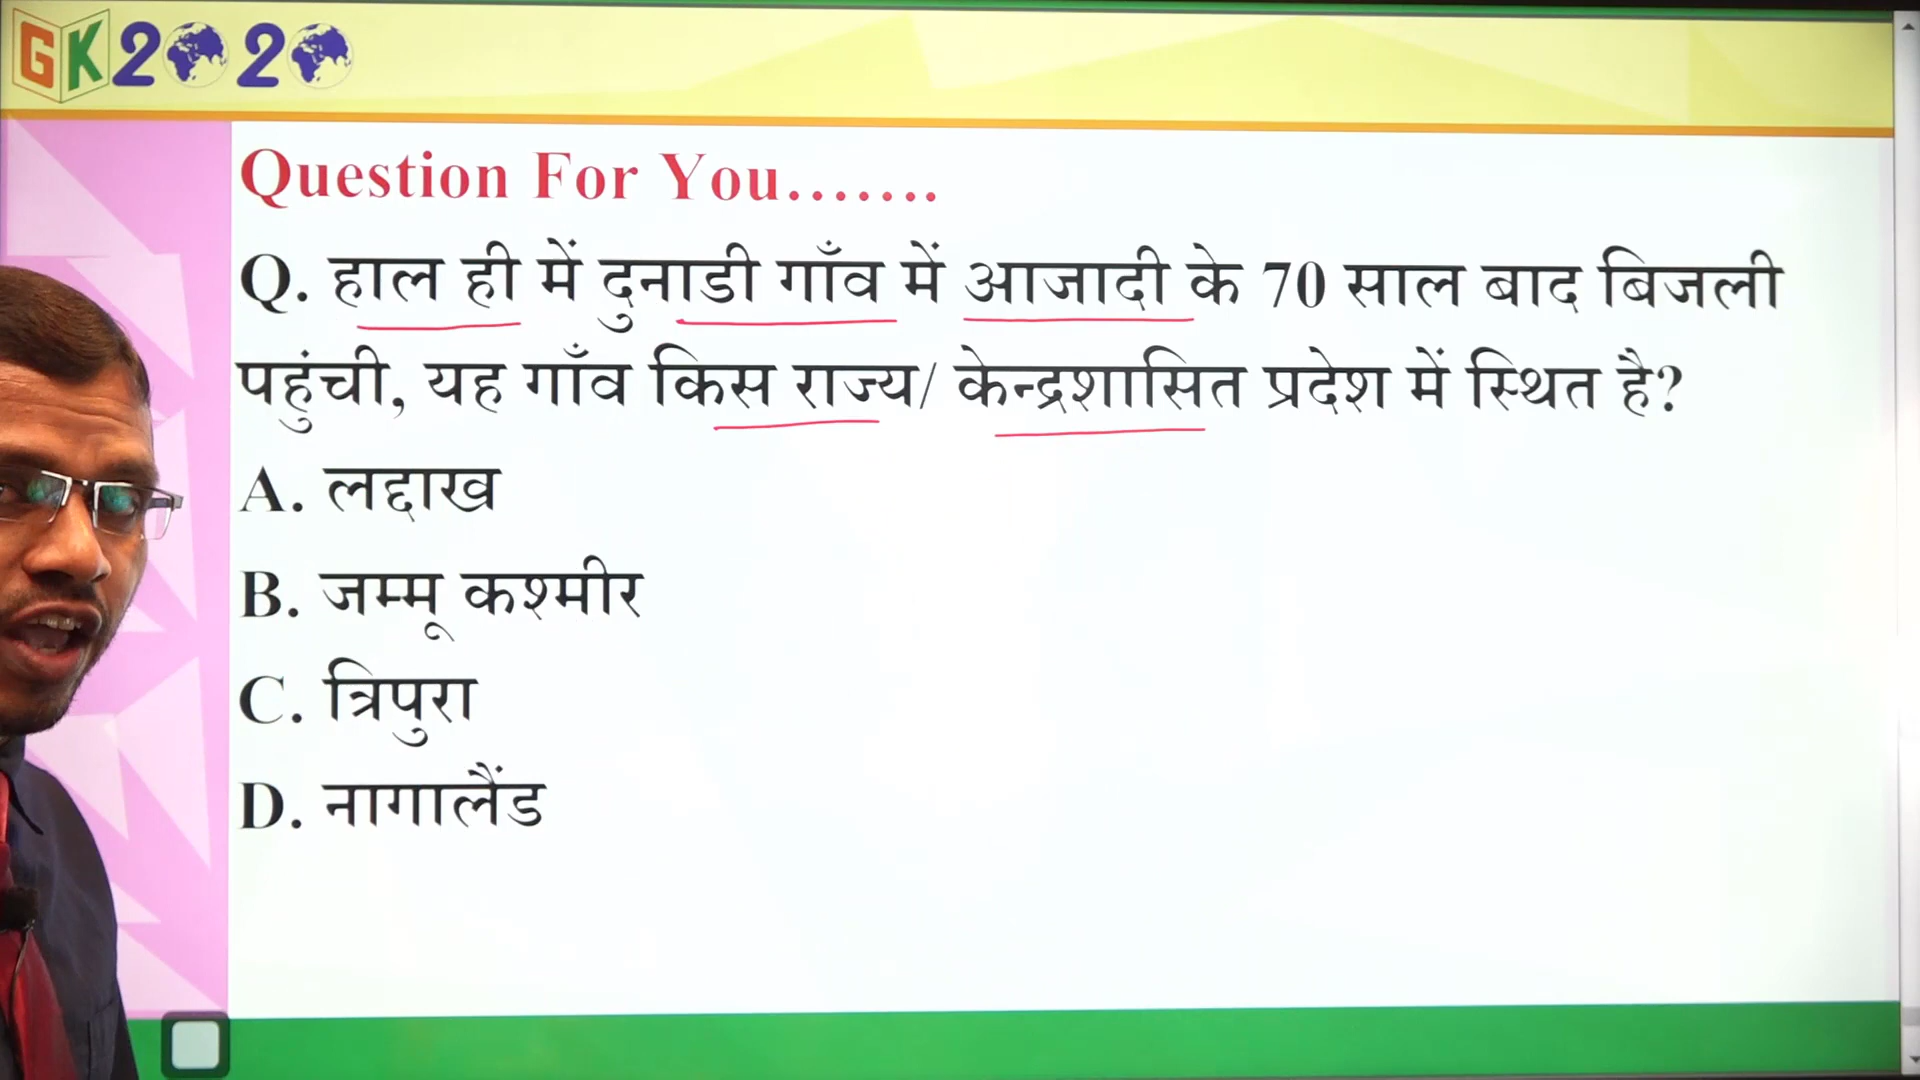 GK2020
Question For You.......
Q. हाल ही में दुनाडी गाँव में आजादी के 70 साल बाद बिजली
पहुंची, यह गाँव किस राज्य/ केन्द्रशासित प्रदेश में स्थित है?
A. लद्दाख
B. जम्मू कश्मीर
C. त्रिपुरा
D. नागालैंड